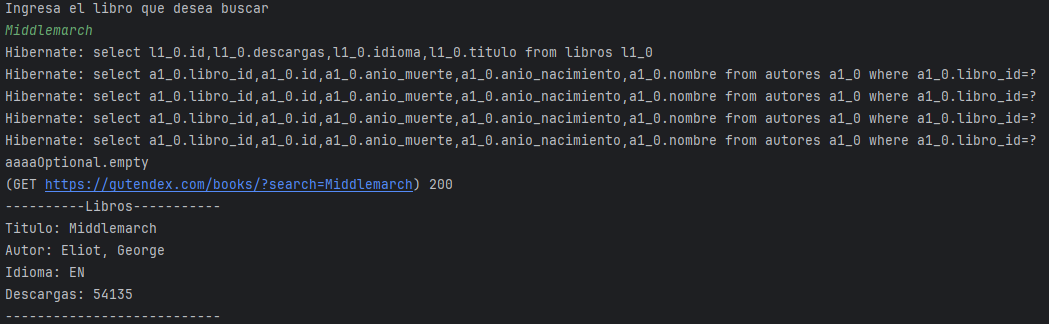 Ingresa el libro que desea buscar
Middlemarch
Hibernate: select l1_0.id,l1_0.descargas,l1_0.idioma,l1_0.titulo from libros l1_0
Hibernate: select a1_0.libro_id,a1_0.id,a1_0.anio_muerte,a1_0.anio_nacimiento,a1_0.nombre from autores a1_0 where a1_0.libro_id=?
Hibernate: select a1_0.libro_id,a1_0.id,a1_0.anio_muerte,a1_0.anio_nacimiento,a1_0.nombre from autores a1_0 where a1_0.libro_id=?
Hibernate: select a1_0.libro_id,a1_0.id,a1_0.anio_muerte,a1_0.anio_nacimiento,a1_0.nombre from autores a1_0 where a1_0.libro_id=?
Hibernate: select a1_0.libro_id,a1_0.id,a1_0.anio_muerte,a1_0.anio_nacimiento,a1_0.nombre from autores a1_0 where a1_0.libro_id=?
aaaaOptional.empty
(GET https://gutendex.com/books/?search=Middlemarch) 200
----------Libros-----------
Titulo: Middlemarch
Autor: Eliot, George
Idioma: EN
Descargas: 54135
---------------------------